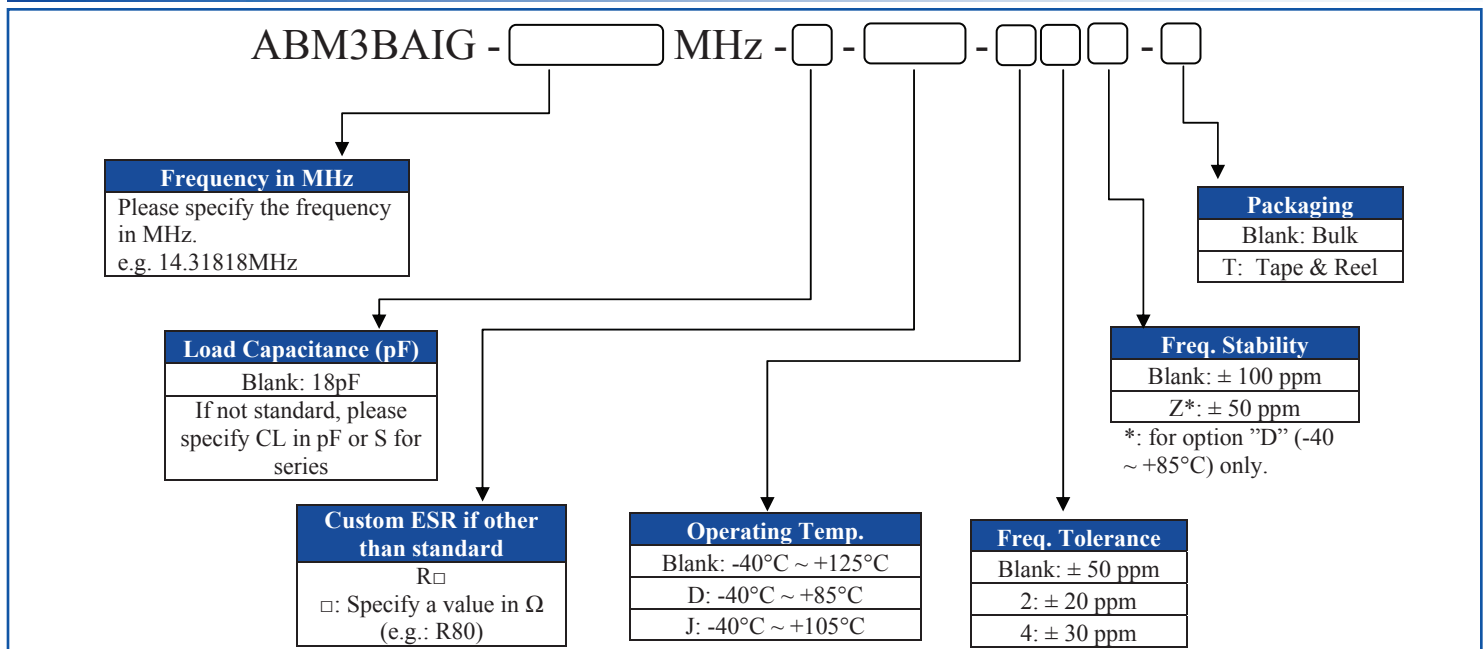 ABM3BAIG - MHz - - - -
Frequency in MHz
Please specify the frequency
in MHz.
e.g. 14.31818MHz
Packaging
Blank: Bulk
T: Tape & Reel
Load Capacitance (pF)
Blank: 18pF
If not standard, please
specify CL in pF or S for
series
Freq. Stability
Blank: ± 100 ppm
Z*: ± 50 ppm
*: for option ”D” (-40
~ +85°C) only.
Custom ESR if other
than standard
R□
□: Specify a value in Ω
(e.g.: R80)
Operating Temp.
Blank: -40°C ~ +125°C
D: -40°C ~ +85°C
J: -40°C ~ +105°C
Freq. Tolerance
Blank: ± 50 ppm
2: ± 20 ppm
4: ± 30 ppm